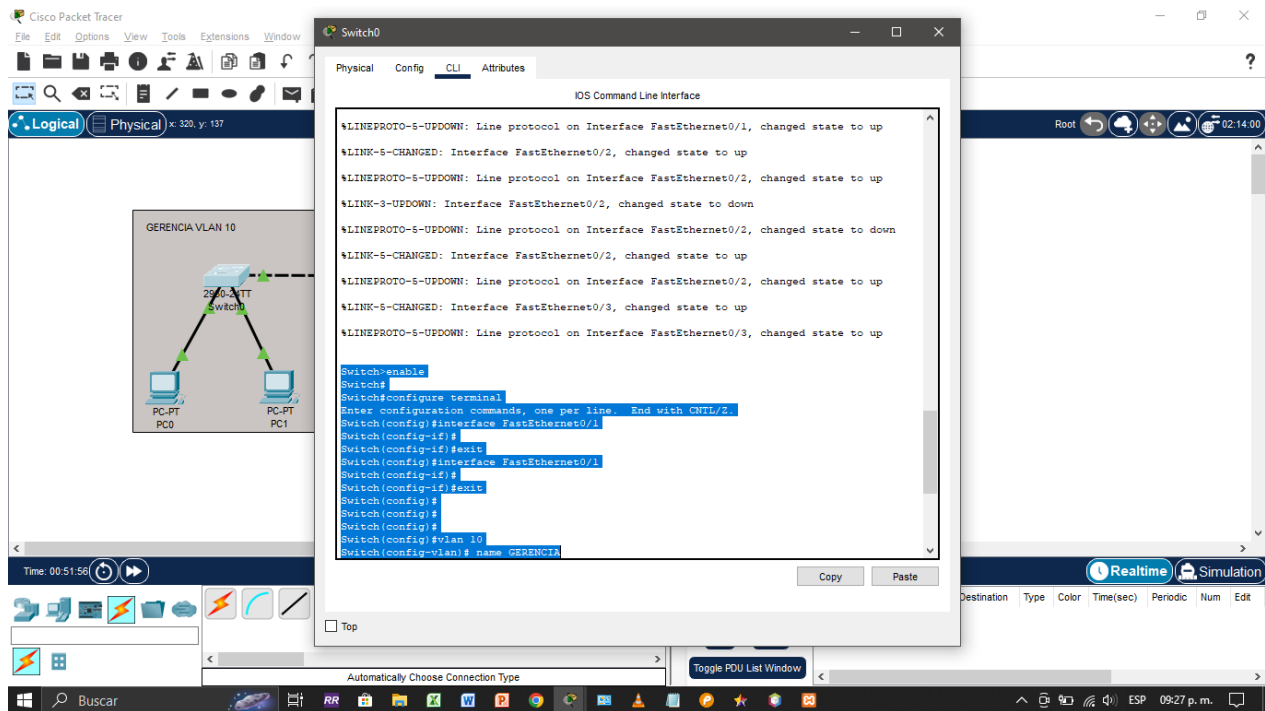 Cisco Packet Tracer
File Edit Options View Tools Extensions Window
Switch0
Physical Config CLI Attributes
IOS Command Line Interface
Logical Physical x: 320, y: 137
Root 02:14:00
%LINEPROTO-5-UPDOWN: Line protocol on Interface FastEthernet0/1, changed state to up
%LINK-5-CHANGED: Interface FastEthernet0/2, changed state to up
%LINEPROTO-5-UPDOWN: Line protocol on Interface FastEthernet0/2, changed state to up
%LINK-3-UPDOWN: Interface FastEthernet0/2, changed state to down
%LINEPROTO-5-UPDOWN: Line protocol on Interface FastEthernet0/2, changed state to down
%LINK-5-CHANGED: Interface FastEthernet0/2, changed state to up
%LINEPROTO-5-UPDOWN: Line protocol on Interface FastEthernet0/2, changed state to up
%LINK-5-CHANGED: Interface FastEthernet0/3, changed state to up
%LINEPROTO-5-UPDOWN: Line protocol on Interface FastEthernet0/3, changed state to up
Switch>enable
Switch#
Switch#configure terminal
Enter configuration commands, one per line. End with CNTL/Z.
Switch(config)#interface FastEthernet0/1
Switch(config-if)#
Switch(config-if)#exit
Switch(config)#interface FastEthernet0/1
Switch(config-if)#
Switch(config-if)#exit
Switch(config)#
Switch(config)#
Switch(config)#
Switch(config)#vlan 10
Switch(config-vlan)# name GERENCIA
Copy Paste
Top
GERENCIA VLAN 10
2950-24TT
Switch0
PC-PT
PC0
PC-PT
PC1
Time: 00:51:56
Realtime Simulation
Destination Type Color Time(sec) Periodic Num Edit
Toggle PDU List Window
Automatically Choose Connection Type
Buscar
RR
ESP 09:27 p. m.